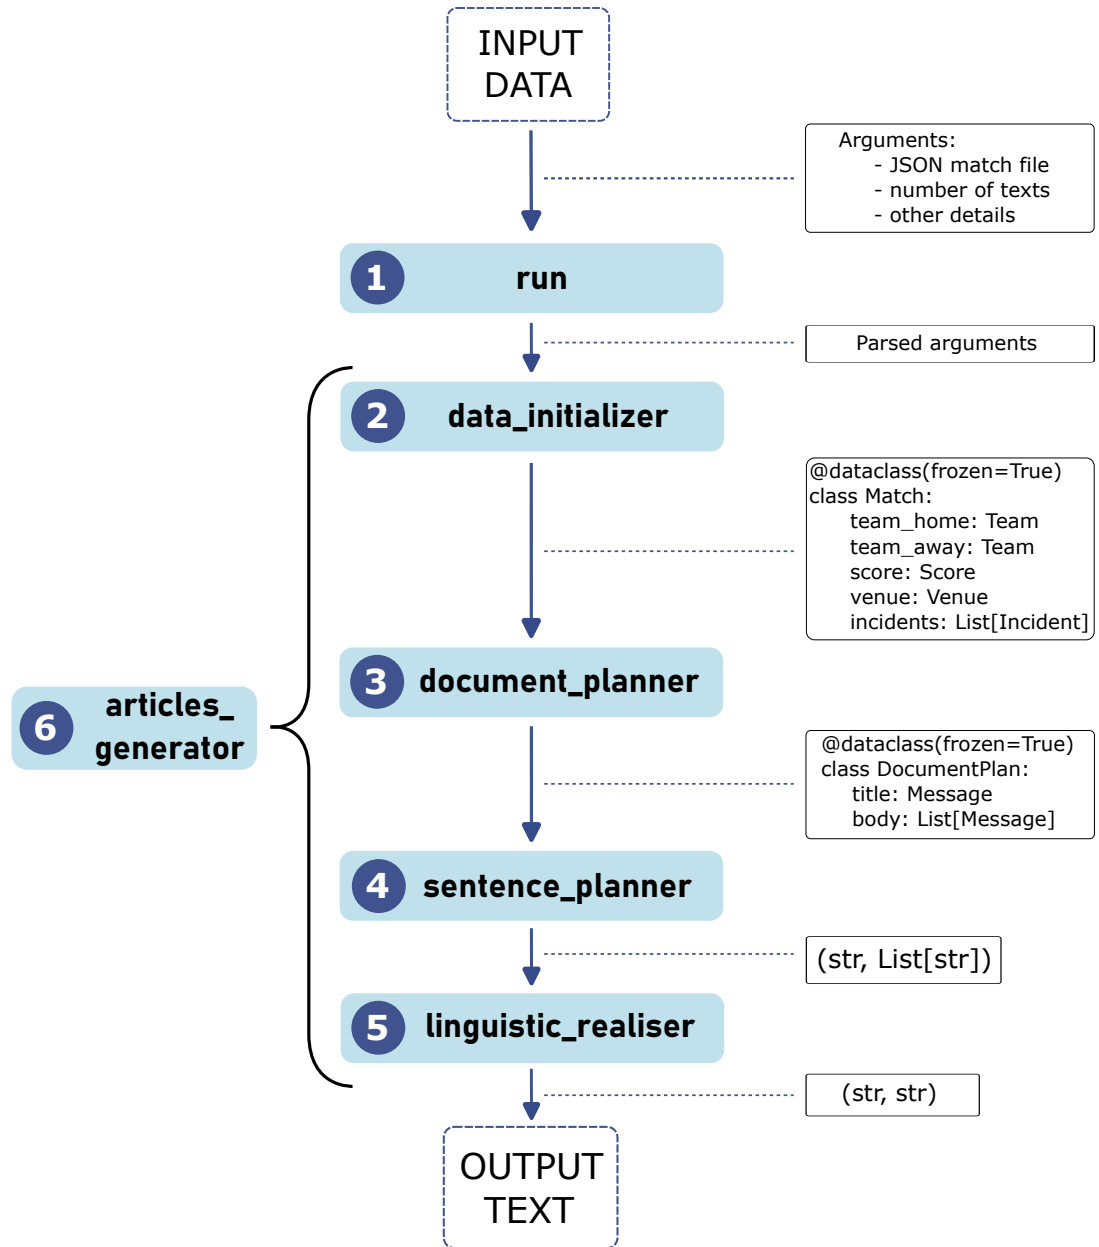 INPUT
DATA
Arguments:
- JSON match file
- number of texts
- other details
1
run
Parsed arguments
2
data_initializer
@dataclass(frozen=True)
class Match:
team_home: Team
team_away: Team
score: Score
venue: Venue
incidents: List[Incident]
3
document_planner
6
articles_
generator
@dataclass(frozen=True)
class DocumentPlan:
title: Message
body: List[Message]
4
sentence_planner
(str, List[str])
5
linguistic_realiser
(str, str)
OUTPUT
TEXT